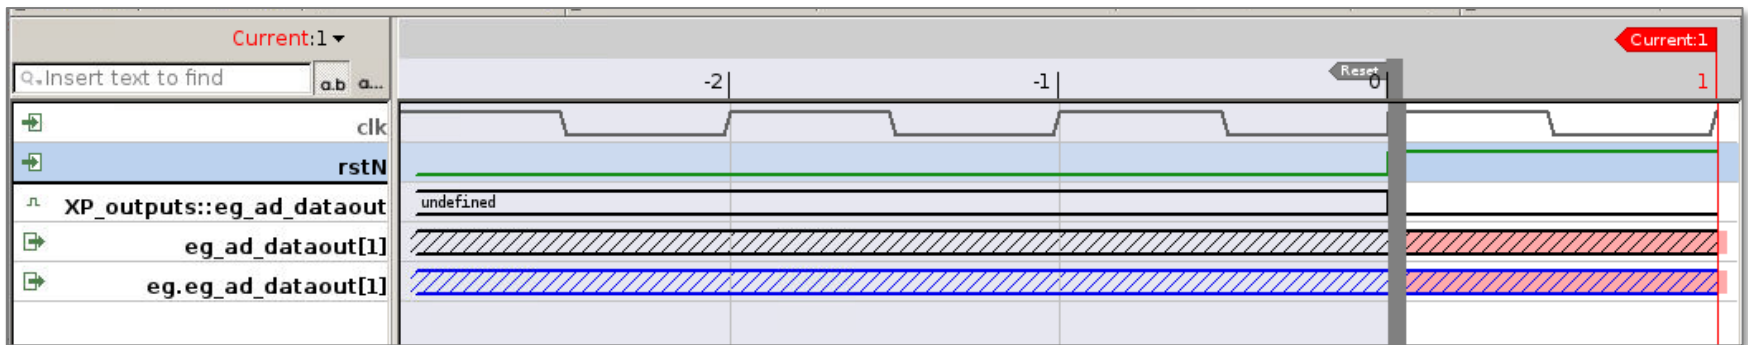 Current:1
Current:1
Insert text to find a.b a...
Reset
-2 -1 0 1
clk
rstN
XP_outputs::eg_ad_dataout undefined
eg_ad_dataout[1]
eg.eg_ad_dataout[1]